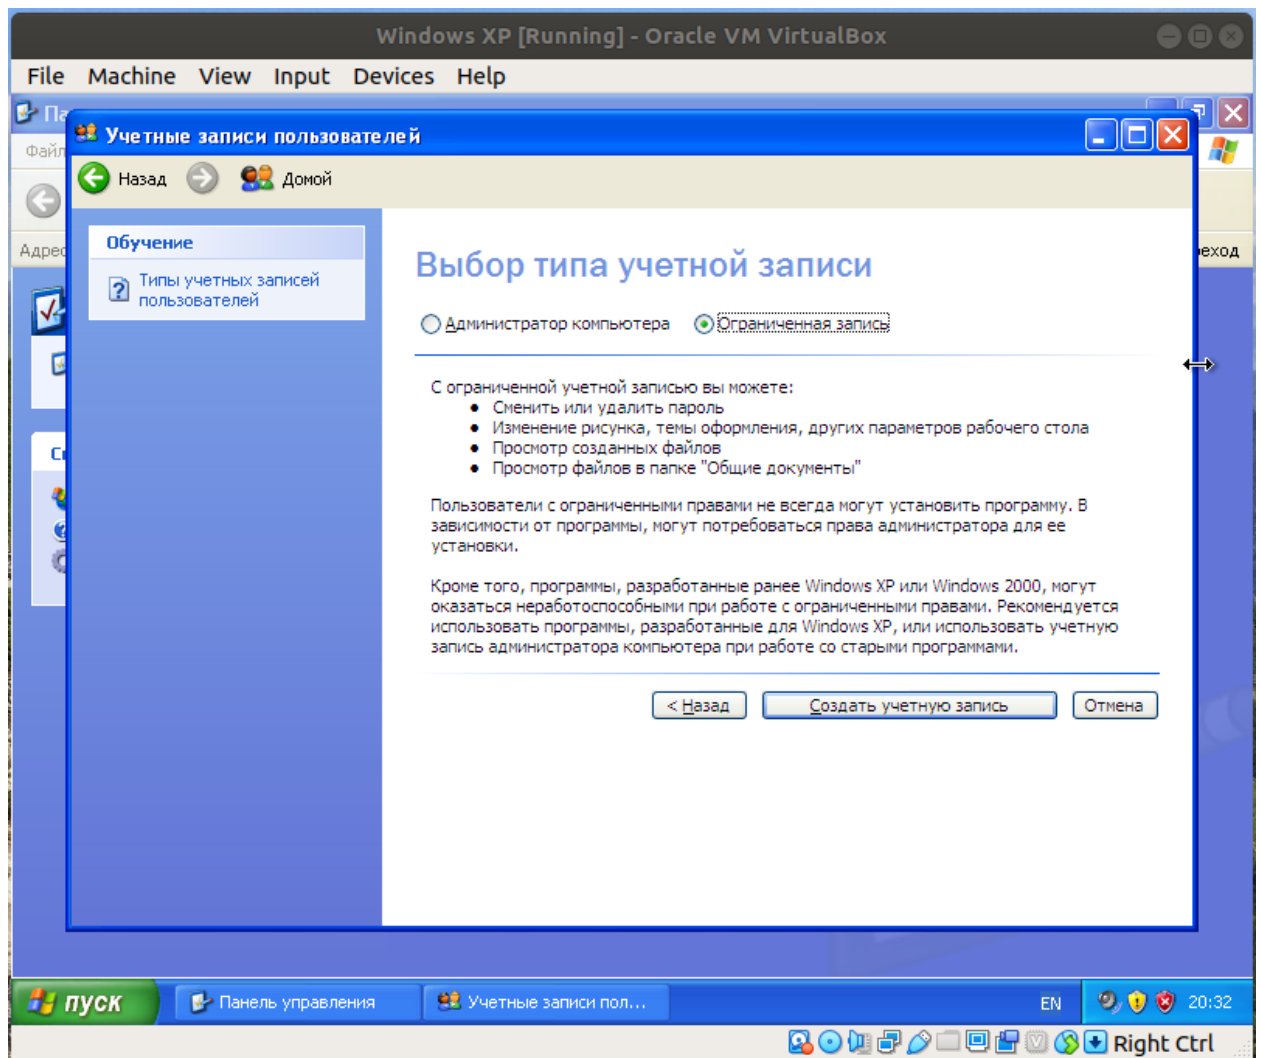 Windows XP [Running] - Oracle VM VirtualBox
File Machine View Input Devices Help
Учетные записи пользователей
Файл
Назад Домой
Обучение
Типы учетных записей
пользователей
Выбор типа учетной записи
Администратор компьютера Ограниченная запись
С ограниченной учетной записью вы можете:
Сменить или удалить пароль
Изменение рисунка, темы оформления, других параметров рабочего стола
Просмотр созданных файлов
Просмотр файлов в папке "Общие документы"
Пользователи с ограниченными правами не всегда могут установить программу. В
зависимости от программы, могут потребоваться права администратора для ее
установки.
Кроме того, программы, разработанные ранее Windows XP или Windows 2000, могут
оказаться неработоспособными при работе с ограниченными правами. Рекомендуется
использовать программы, разработанные для Windows XP, или использовать учетную
запись администратора компьютера при работе со старыми программами.
< Назад Создать учетную запись Отмена
пуск Панель управления Учетные записи пол... EN 20:32
Right Ctrl